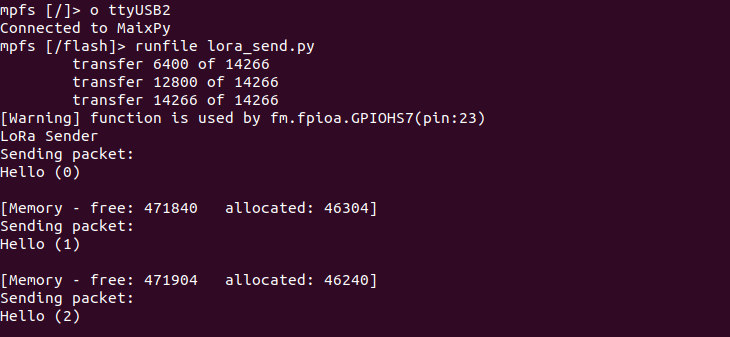 mpfs [/]> o ttyUSB2
Connected to MaixPy
mpfs [/flash]> runfile lora_send.py
        transfer 6400 of 14266
        transfer 12800 of 14266
        transfer 14266 of 14266
[Warning] function is used by fm.fpioa.GPIOHS7(pin:23)
LoRa Sender
Sending packet:
Hello (0)

[Memory - free: 471840   allocated: 46304]
Sending packet:
Hello (1)

[Memory - free: 471904   allocated: 46240]
Sending packet:
Hello (2)